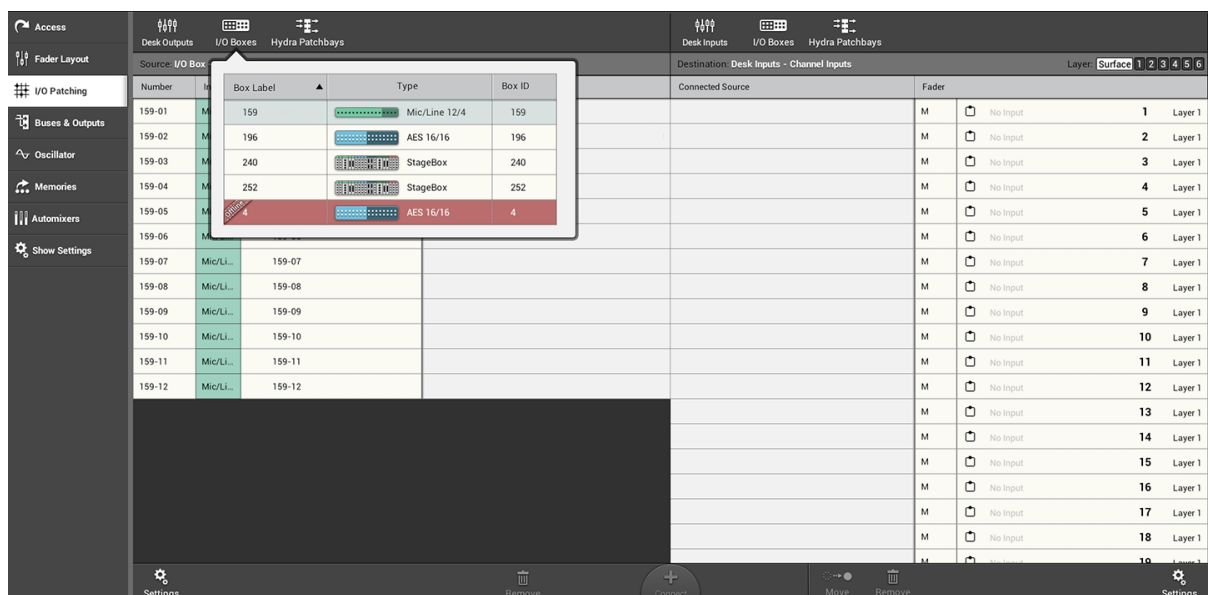 Access
Fader Layout
I/O Patching
Buses & Outputs
Oscillator
Memories
Automixers
Show Settings
Desk Outputs I/O Boxes Hydra Patchbays
Desk Inputs I/O Boxes Hydra Patchbays
Source: I/O Box
Destination: Desk Inputs - Channel Inputs Layer: Surface 1 2 3 4 5 6
Number
Connected Source Fader
Box Label Type Box ID
159 Mic/Line 12/4 159
196 AES 16/16 196
240 StageBox 240
252 StageBox 252
Offline 4 AES 16/16 4
159-01
159-02
159-03
159-04
159-05
159-06
159-07 Mic/Li... 159-07
159-08 Mic/Li... 159-08
159-09 Mic/Li... 159-09
159-10 Mic/Li... 159-10
159-11 Mic/Li... 159-11
159-12 Mic/Li... 159-12
M No Input 1 Layer 1
M No Input 2 Layer 1
M No Input 3 Layer 1
M No Input 4 Layer 1
M No Input 5 Layer 1
M No Input 6 Layer 1
M No Input 7 Layer 1
M No Input 8 Layer 1
M No Input 9 Layer 1
M No Input 10 Layer 1
M No Input 11 Layer 1
M No Input 12 Layer 1
M No Input 13 Layer 1
M No Input 14 Layer 1
M No Input 15 Layer 1
M No Input 16 Layer 1
M No Input 17 Layer 1
M No Input 18 Layer 1
Settings Remove Connect Move Remove Settings